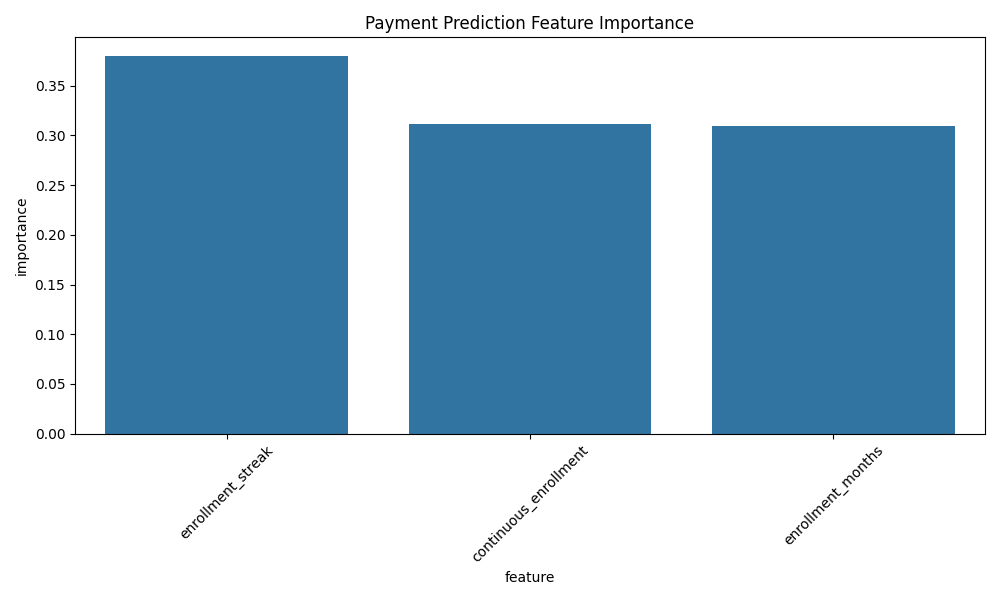 Payment Prediction Feature Importance
importance
0.35
0.30
0.25
0.20
0.15
0.10
0.05
0.00
enrollment_streak
continuous_enrollment
enrollment_months
feature